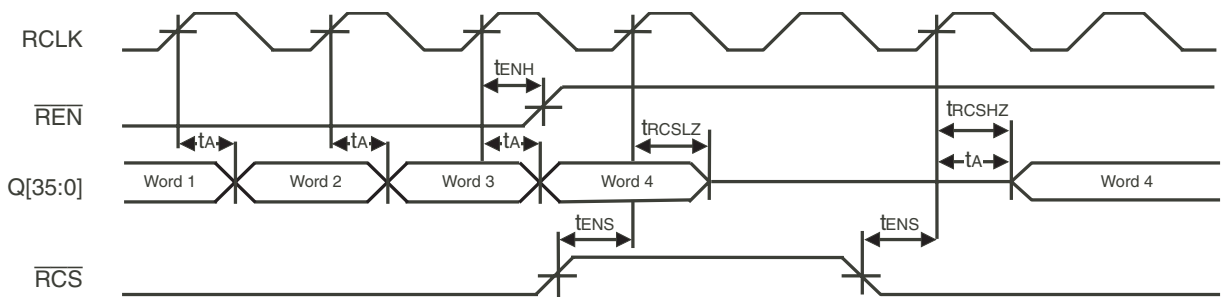 RCLK
tENH
REN
tRCSHZ
tA tA tA tRCSLZ tA
Q[35:0] Word 1 Word 2 Word 3 Word 4 Word 4
tENS tENS
RCS